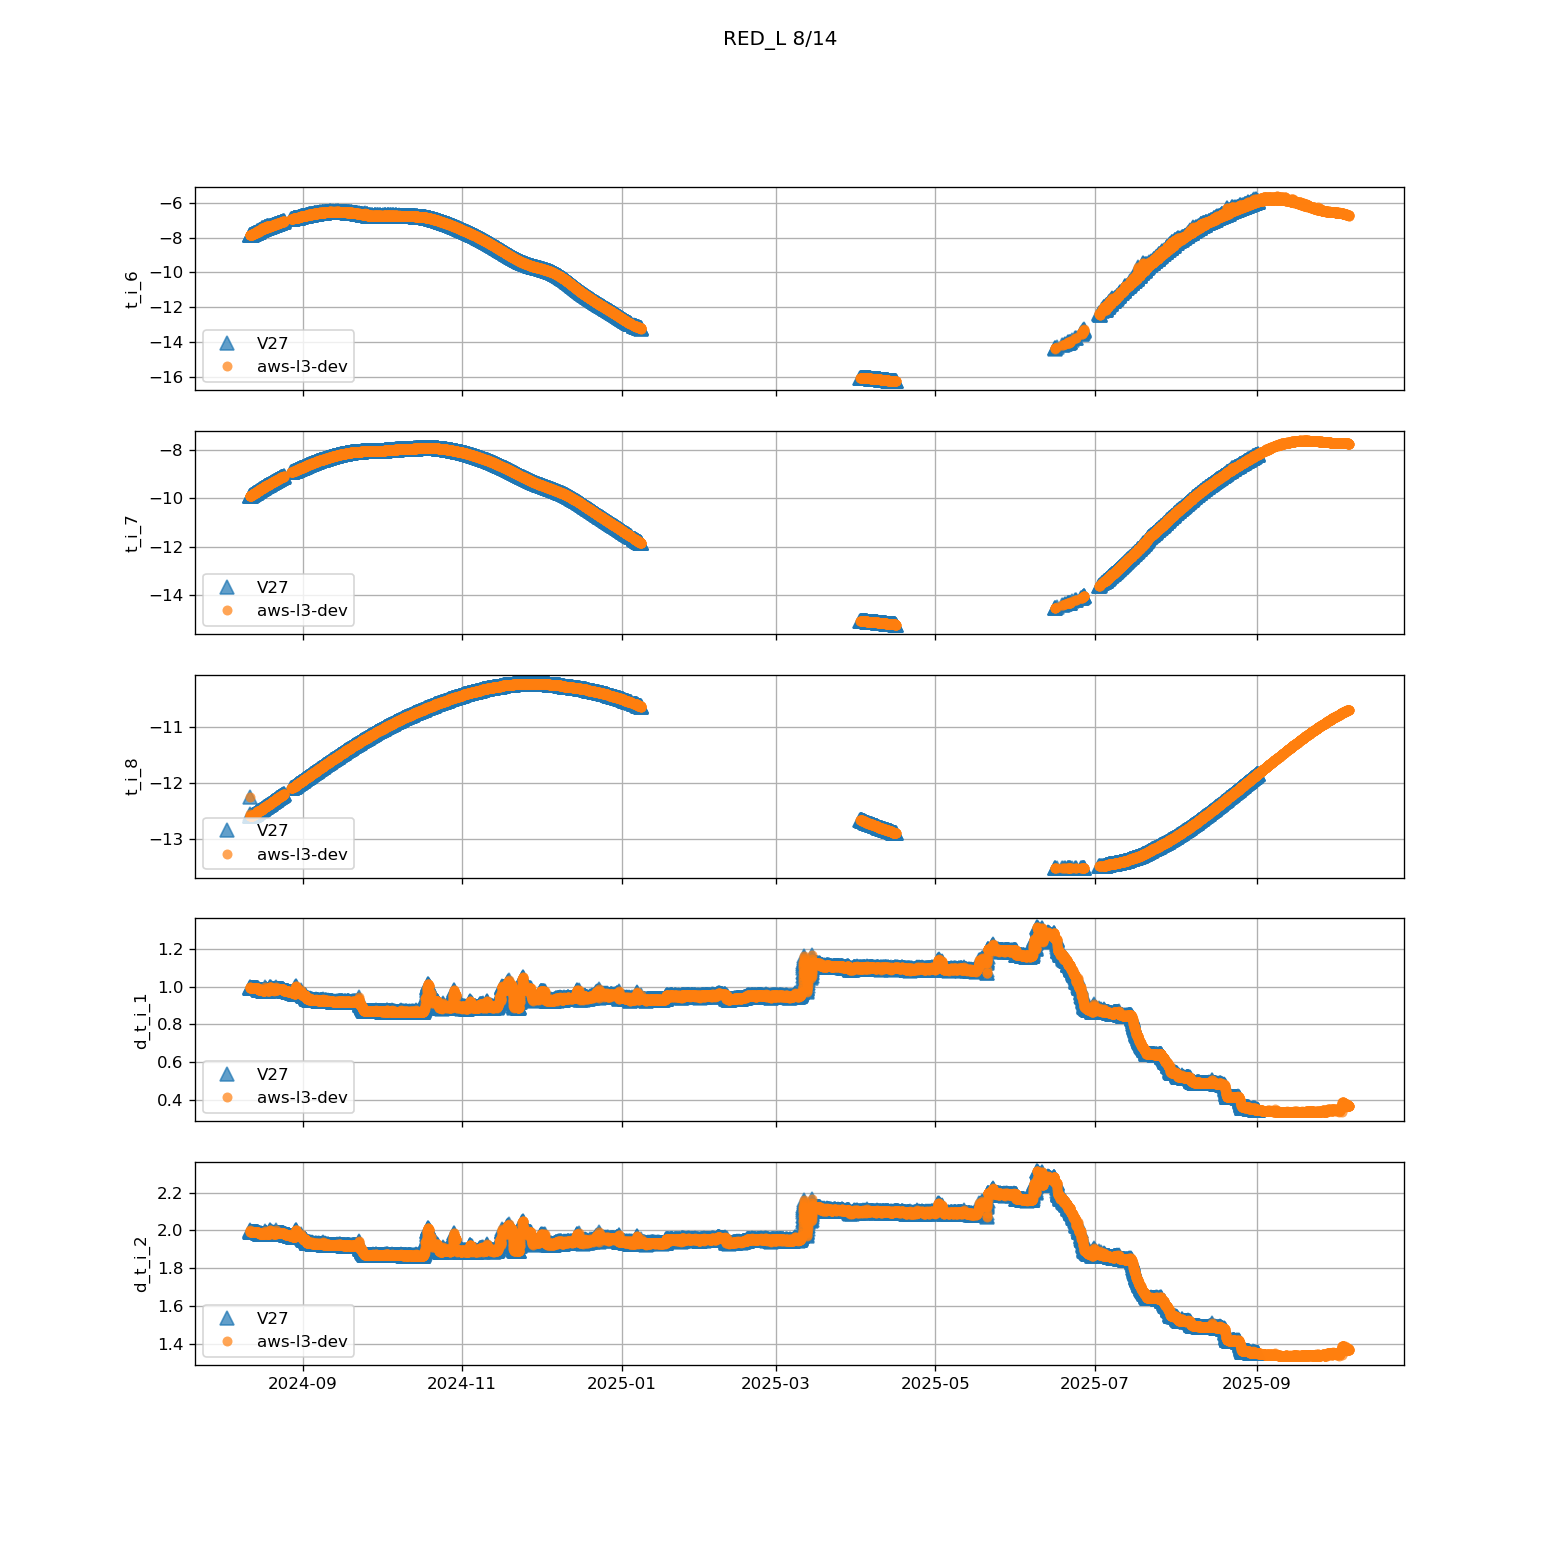 RED_L 8/14
−6
−8
−10
−12
−14
−16
t_i_6
V27
aws-l3-dev
−8
−10
−12
−14
t_i_7
V27
aws-l3-dev
−11
−12
−13
t_i_8
V27
aws-l3-dev
1.2
1.0
0.8
0.6
0.4
d_t_i_1
V27
aws-l3-dev
2.2
2.0
1.8
1.6
1.4
d_t_i_2
V27
aws-l3-dev
2024-09 2024-11 2025-01 2025-03 2025-05 2025-07 2025-09